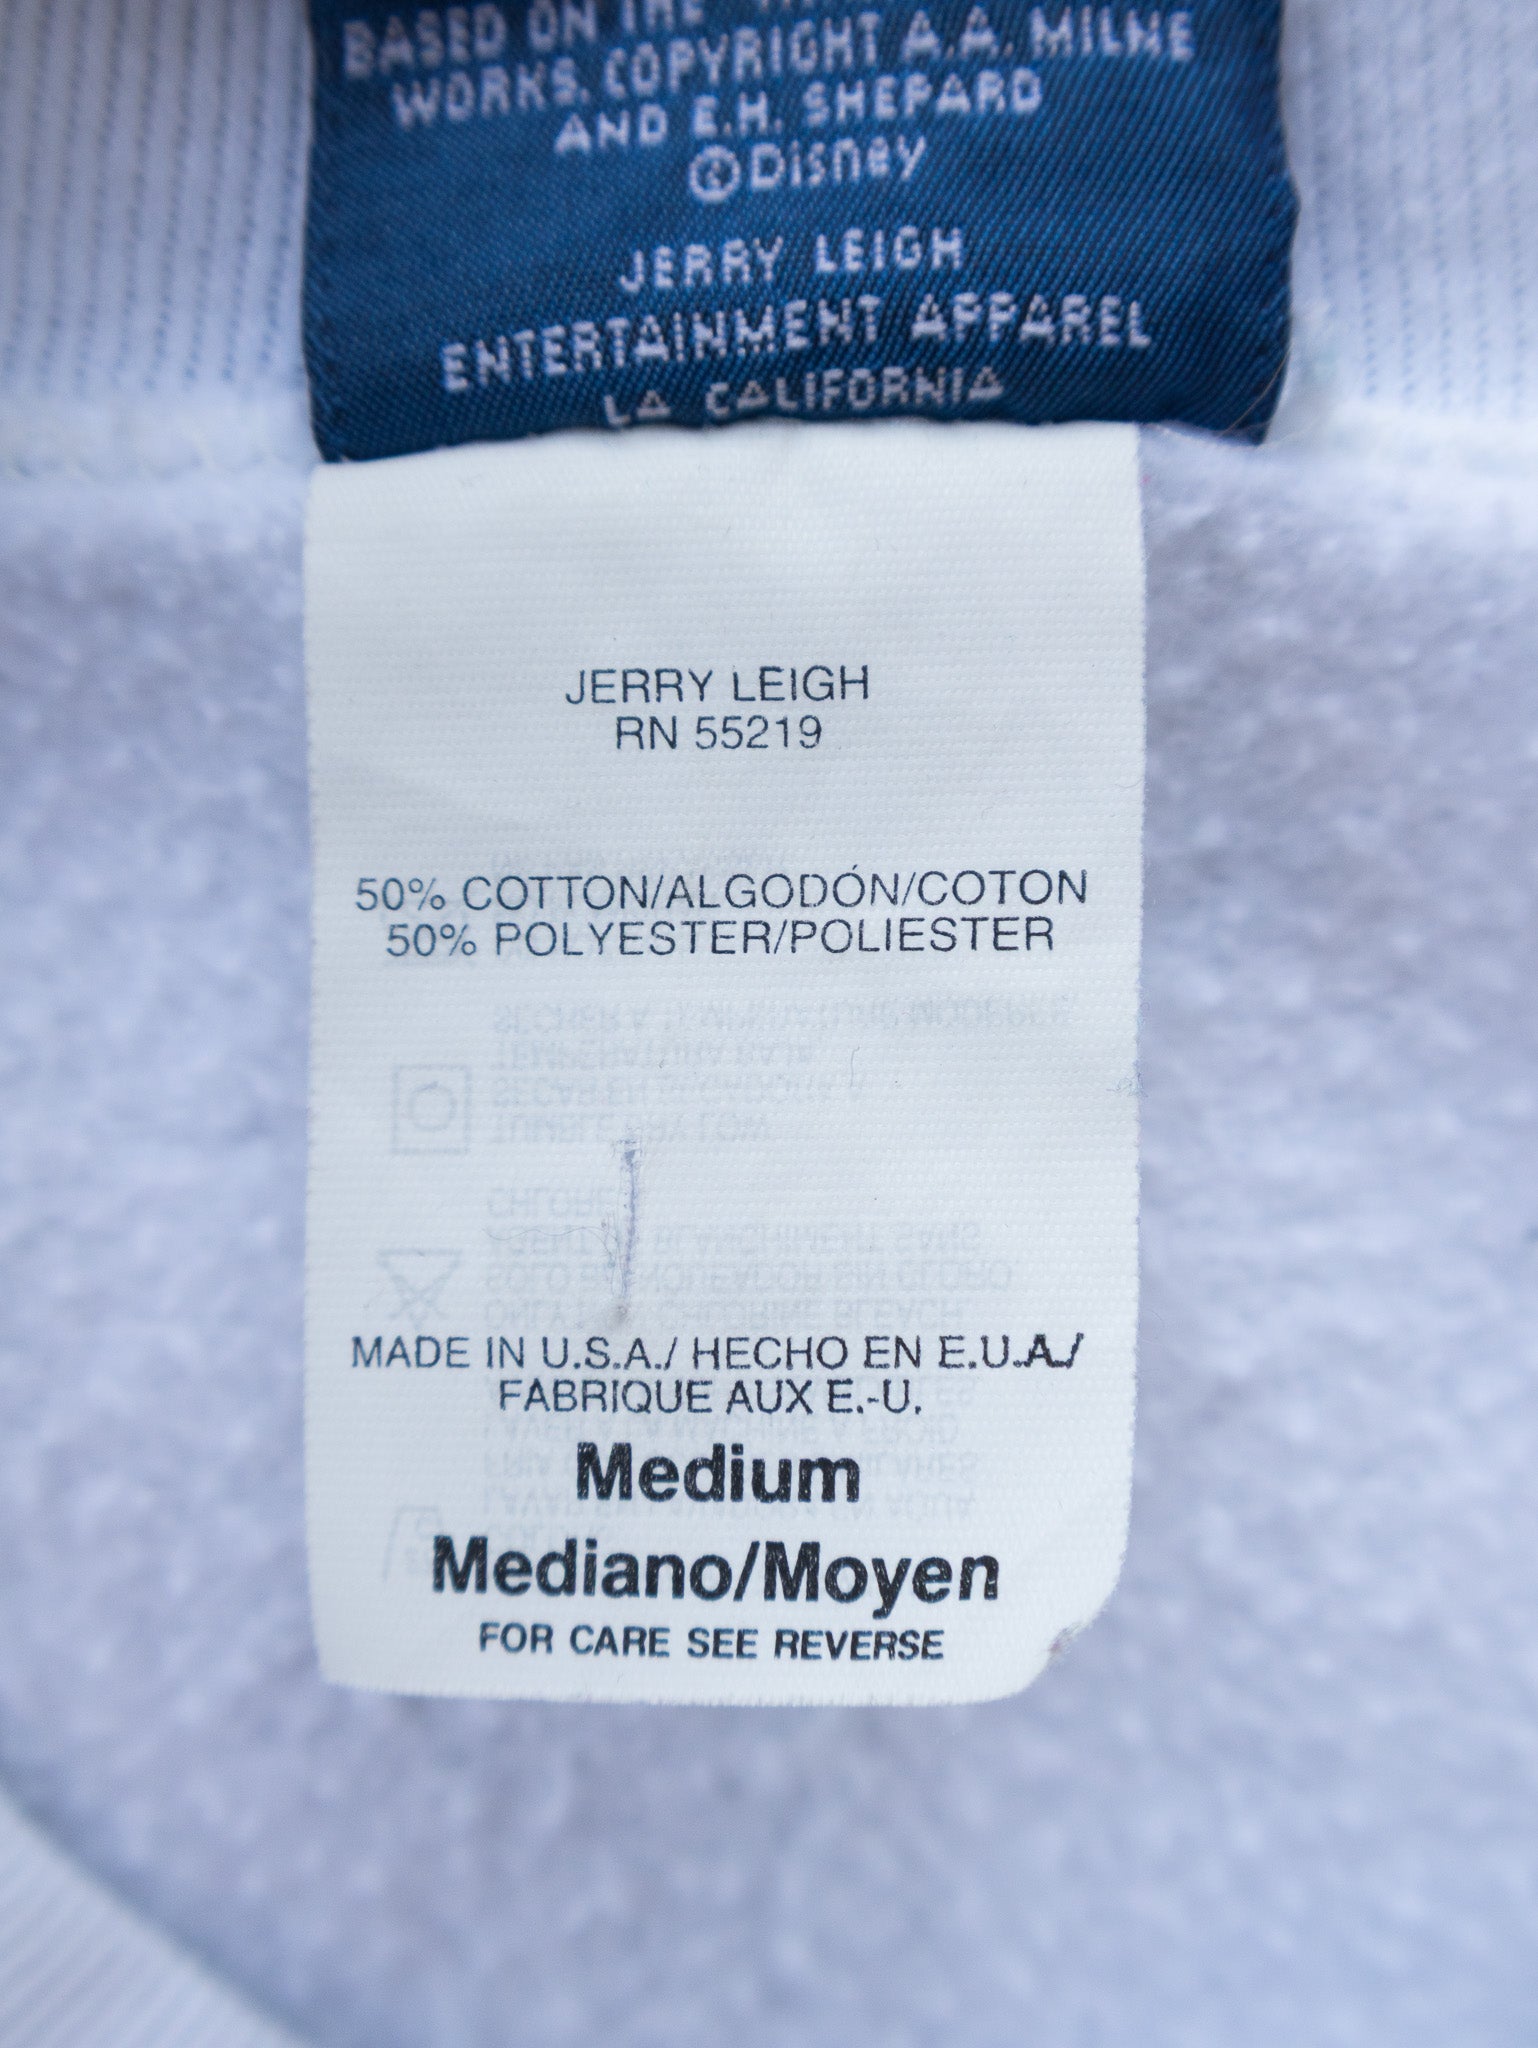 BASED ON THE
WORKS, COPYRIGHT A.A. MILNE
AND E.H. SHEPARD
©Disney
JERRY LEIGH
ENTERTAINMENT APPAREL
LA CALIFORNIA
JERRY LEIGH
RN 55219
50% COTTON/ALGODÓN/COTON
50% POLYESTER/POLIESTER
MADE IN U.S.A./ HECHO EN E.U.A./
FABRIQUE AUX E.-U.
Medium
Mediano/Moyen
FOR CARE SEE REVERSE